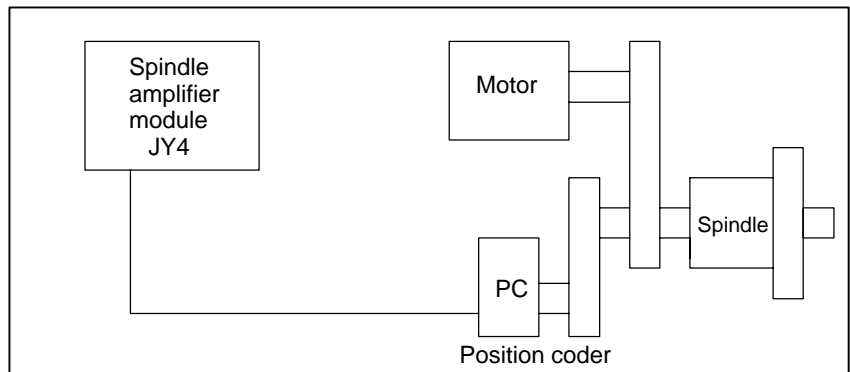 Spindle
amplifier
module
JY4
Motor
Spindle
PC
Position coder